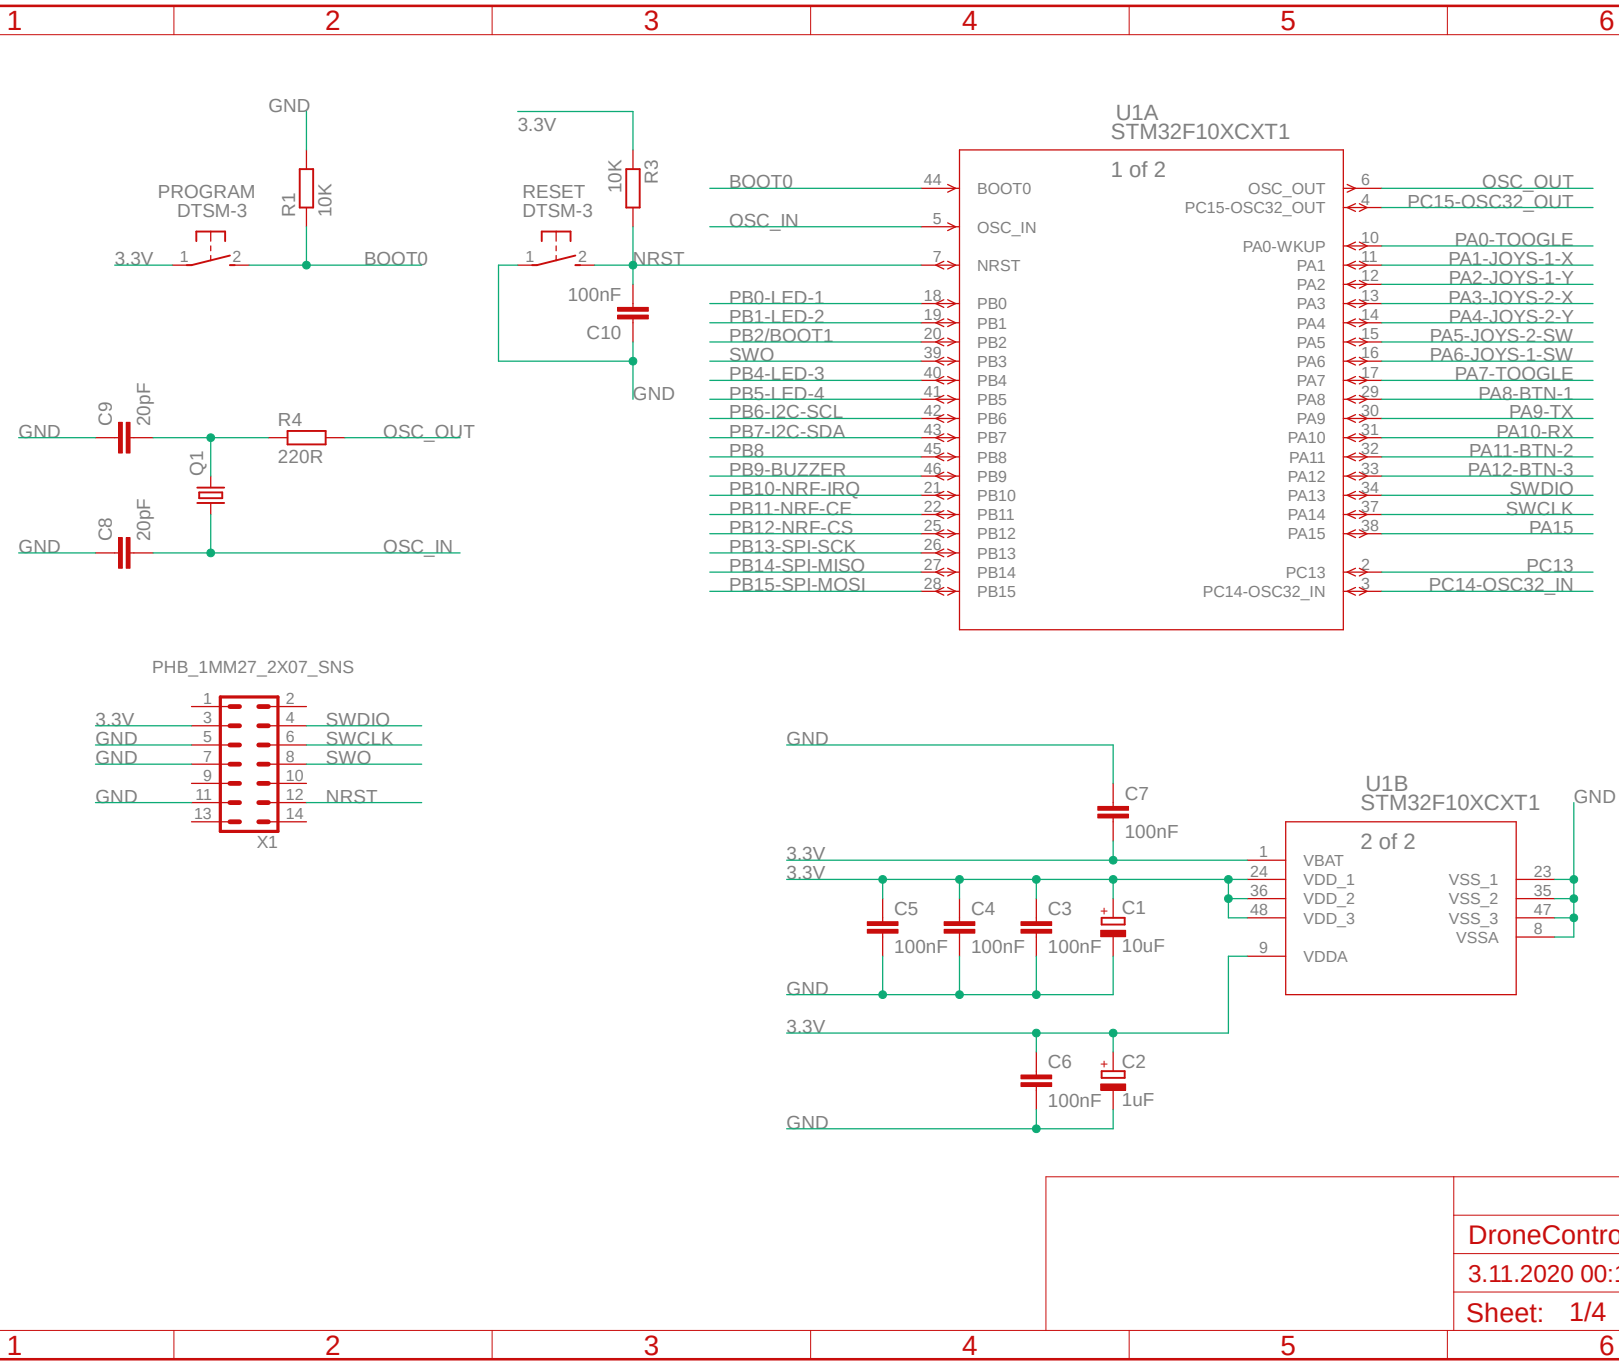 1 2 3 4 5 6
GND
R1
10K
PROGRAM
DTSM-3
3.3V 1 2 BOOT0
3.3V
10K
R3
RESET
DTSM-3
1 2 NRST
100nF
C10
GND
C9
20pF
GND
R4
220R
OSC_OUT
Q1
C8
20pF
GND OSC_IN
U1A
STM32F10XCXT1
1 of 2
BOOT0 44 BOOT0
OSC_IN 5 OSC_IN
7 NRST
PB0-LED-1 18 PB0
PB1-LED-2 19 PB1
PB2/BOOT1 20 PB2
SWO 39 PB3
PB4-LED-3 40 PB4
PB5-LED-4 41 PB5
PB6-I2C-SCL 42 PB6
PB7-I2C-SDA 43 PB7
PB8 45 PB8
PB9-BUZZER 46 PB9
PB10-NRF-IRQ 21 PB10
PB11-NRF-CE 22 PB11
PB12-NRF-CS 25 PB12
PB13-SPI-SCK 26 PB13
PB14-SPI-MISO 27 PB14
PB15-SPI-MOSI 28 PB15
OSC_OUT 6 OSC_OUT
PC15-OSC32_OUT 4 PC15-OSC32_OUT
PA0-WKUP 10 PA0-TOOGLE
PA1 11 PA1-JOYS-1-X
PA2 12 PA2-JOYS-1-Y
PA3 13 PA3-JOYS-2-X
PA4 14 PA4-JOYS-2-Y
PA5 15 PA5-JOYS-2-SW
PA6 16 PA6-JOYS-1-SW
PA7 17 PA7-TOOGLE
PA8 29 PA8-BTN-1
PA9 30 PA9-TX
PA10 31 PA10-RX
PA11 32 PA11-BTN-2
PA12 33 PA12-BTN-3
PA13 34 SWDIO
PA14 37 SWCLK
PA15 38 PA15
PC13 2 PC13
PC14-OSC32_IN 3 PC14-OSC32_IN
PHB_1MM27_2X07_SNS
1 2
3.3V 3 4 SWDIO
GND 5 6 SWCLK
GND 7 8 SWO
9 10
GND 11 12 NRST
13 14
X1
GND
C7
100nF
3.3V
3.3V
C5
100nF
C4
100nF
C3
100nF
+ C1
10uF
GND
3.3V
C6
100nF
+ C2
1uF
GND
U1B
STM32F10XCXT1
2 of 2
GND
1 VBAT
24 VDD_1 VSS_1 23
36 VDD_2 VSS_2 35
48 VDD_3 VSS_3 47
VSSA 8
9 VDDA
DroneContro
3.11.2020 00:1
Sheet: 1/4
1 2 3 4 5 6